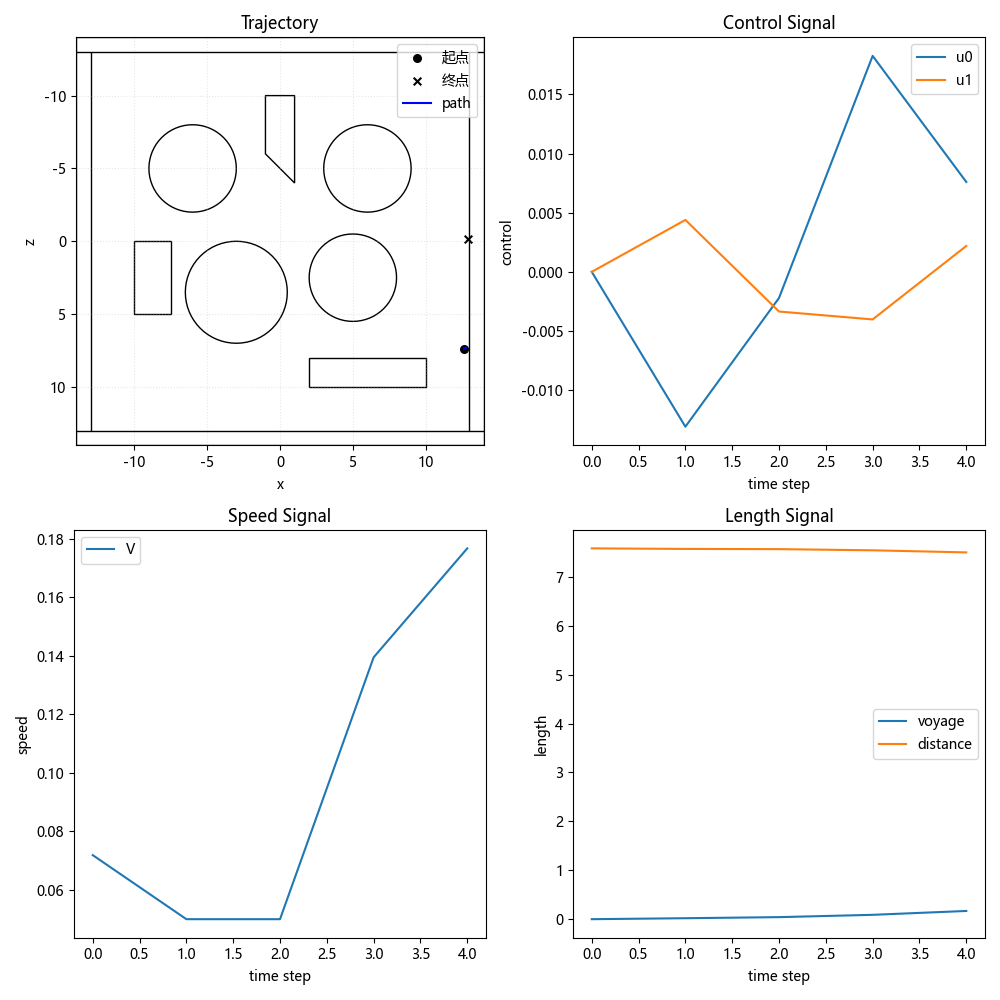 Trajectory
起点
终点
path
-10
-5
0
5
10
z
-10
-5
0
5
10
x
Control Signal
u0
u1
0.015
0.010
0.005
0.000
-0.005
-0.010
control
0.0
0.5
1.0
1.5
2.0
2.5
3.0
3.5
4.0
time step
Speed Signal
V
0.18
0.16
0.14
0.12
0.10
0.08
0.06
speed
0.0
0.5
1.0
1.5
2.0
2.5
3.0
3.5
4.0
time step
Length Signal
7
6
5
4
3
2
1
0
length
voyage
distance
0.0
0.5
1.0
1.5
2.0
2.5
3.0
3.5
4.0
time step